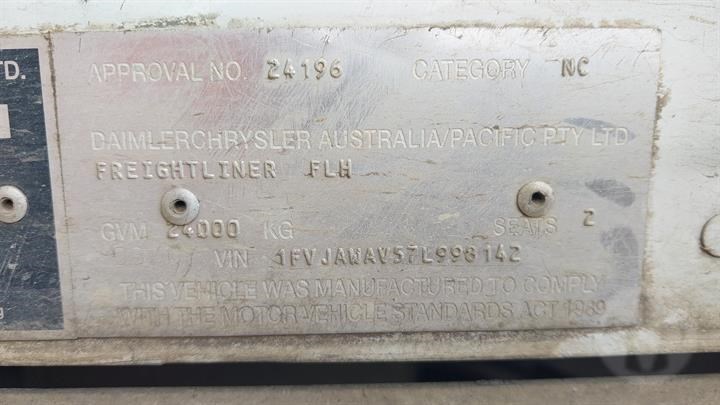 TD.
APPROVAL NO. 24196 CATEGORY NC
DAIMLERCHRYSLER AUSTRALIA/PACIFIC PTY LTD
FREIGHTLINER FLH
GVM 24000 KG SEATS 2
VIN 1FVJAWAV57L998142
THIS VEHICLE WAS MANUFACTURED TO COMPLY
WITH THE MOTOR VEHICLE STANDARDS ACT 1989
g